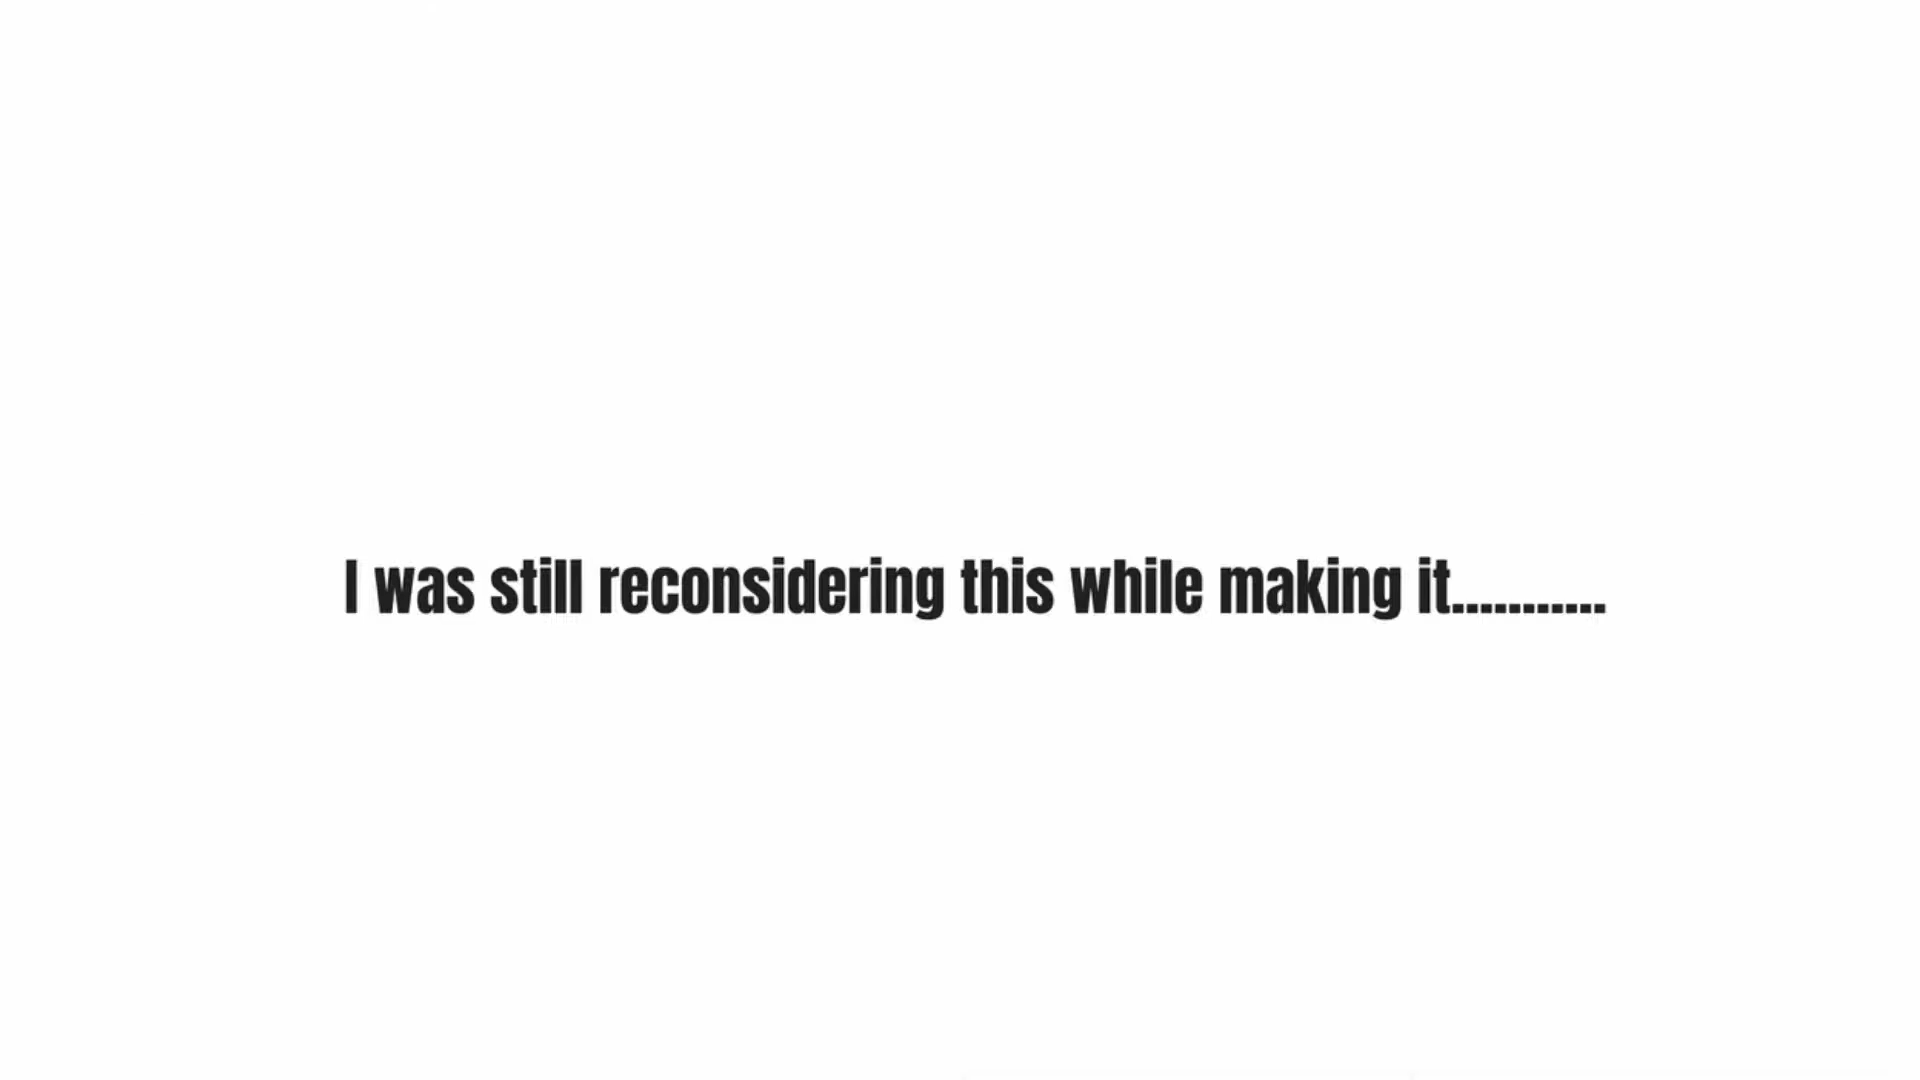 I was still reconsidering this while making it...........